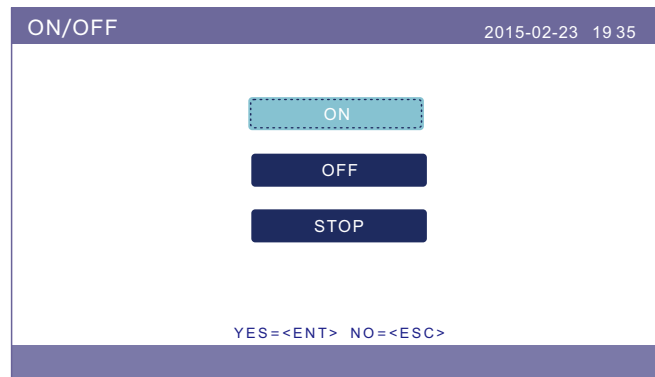 ON/OFF 2015-02-23 19 35
ON
OFF
STOP
YES=<ENT> NO=<ESC>